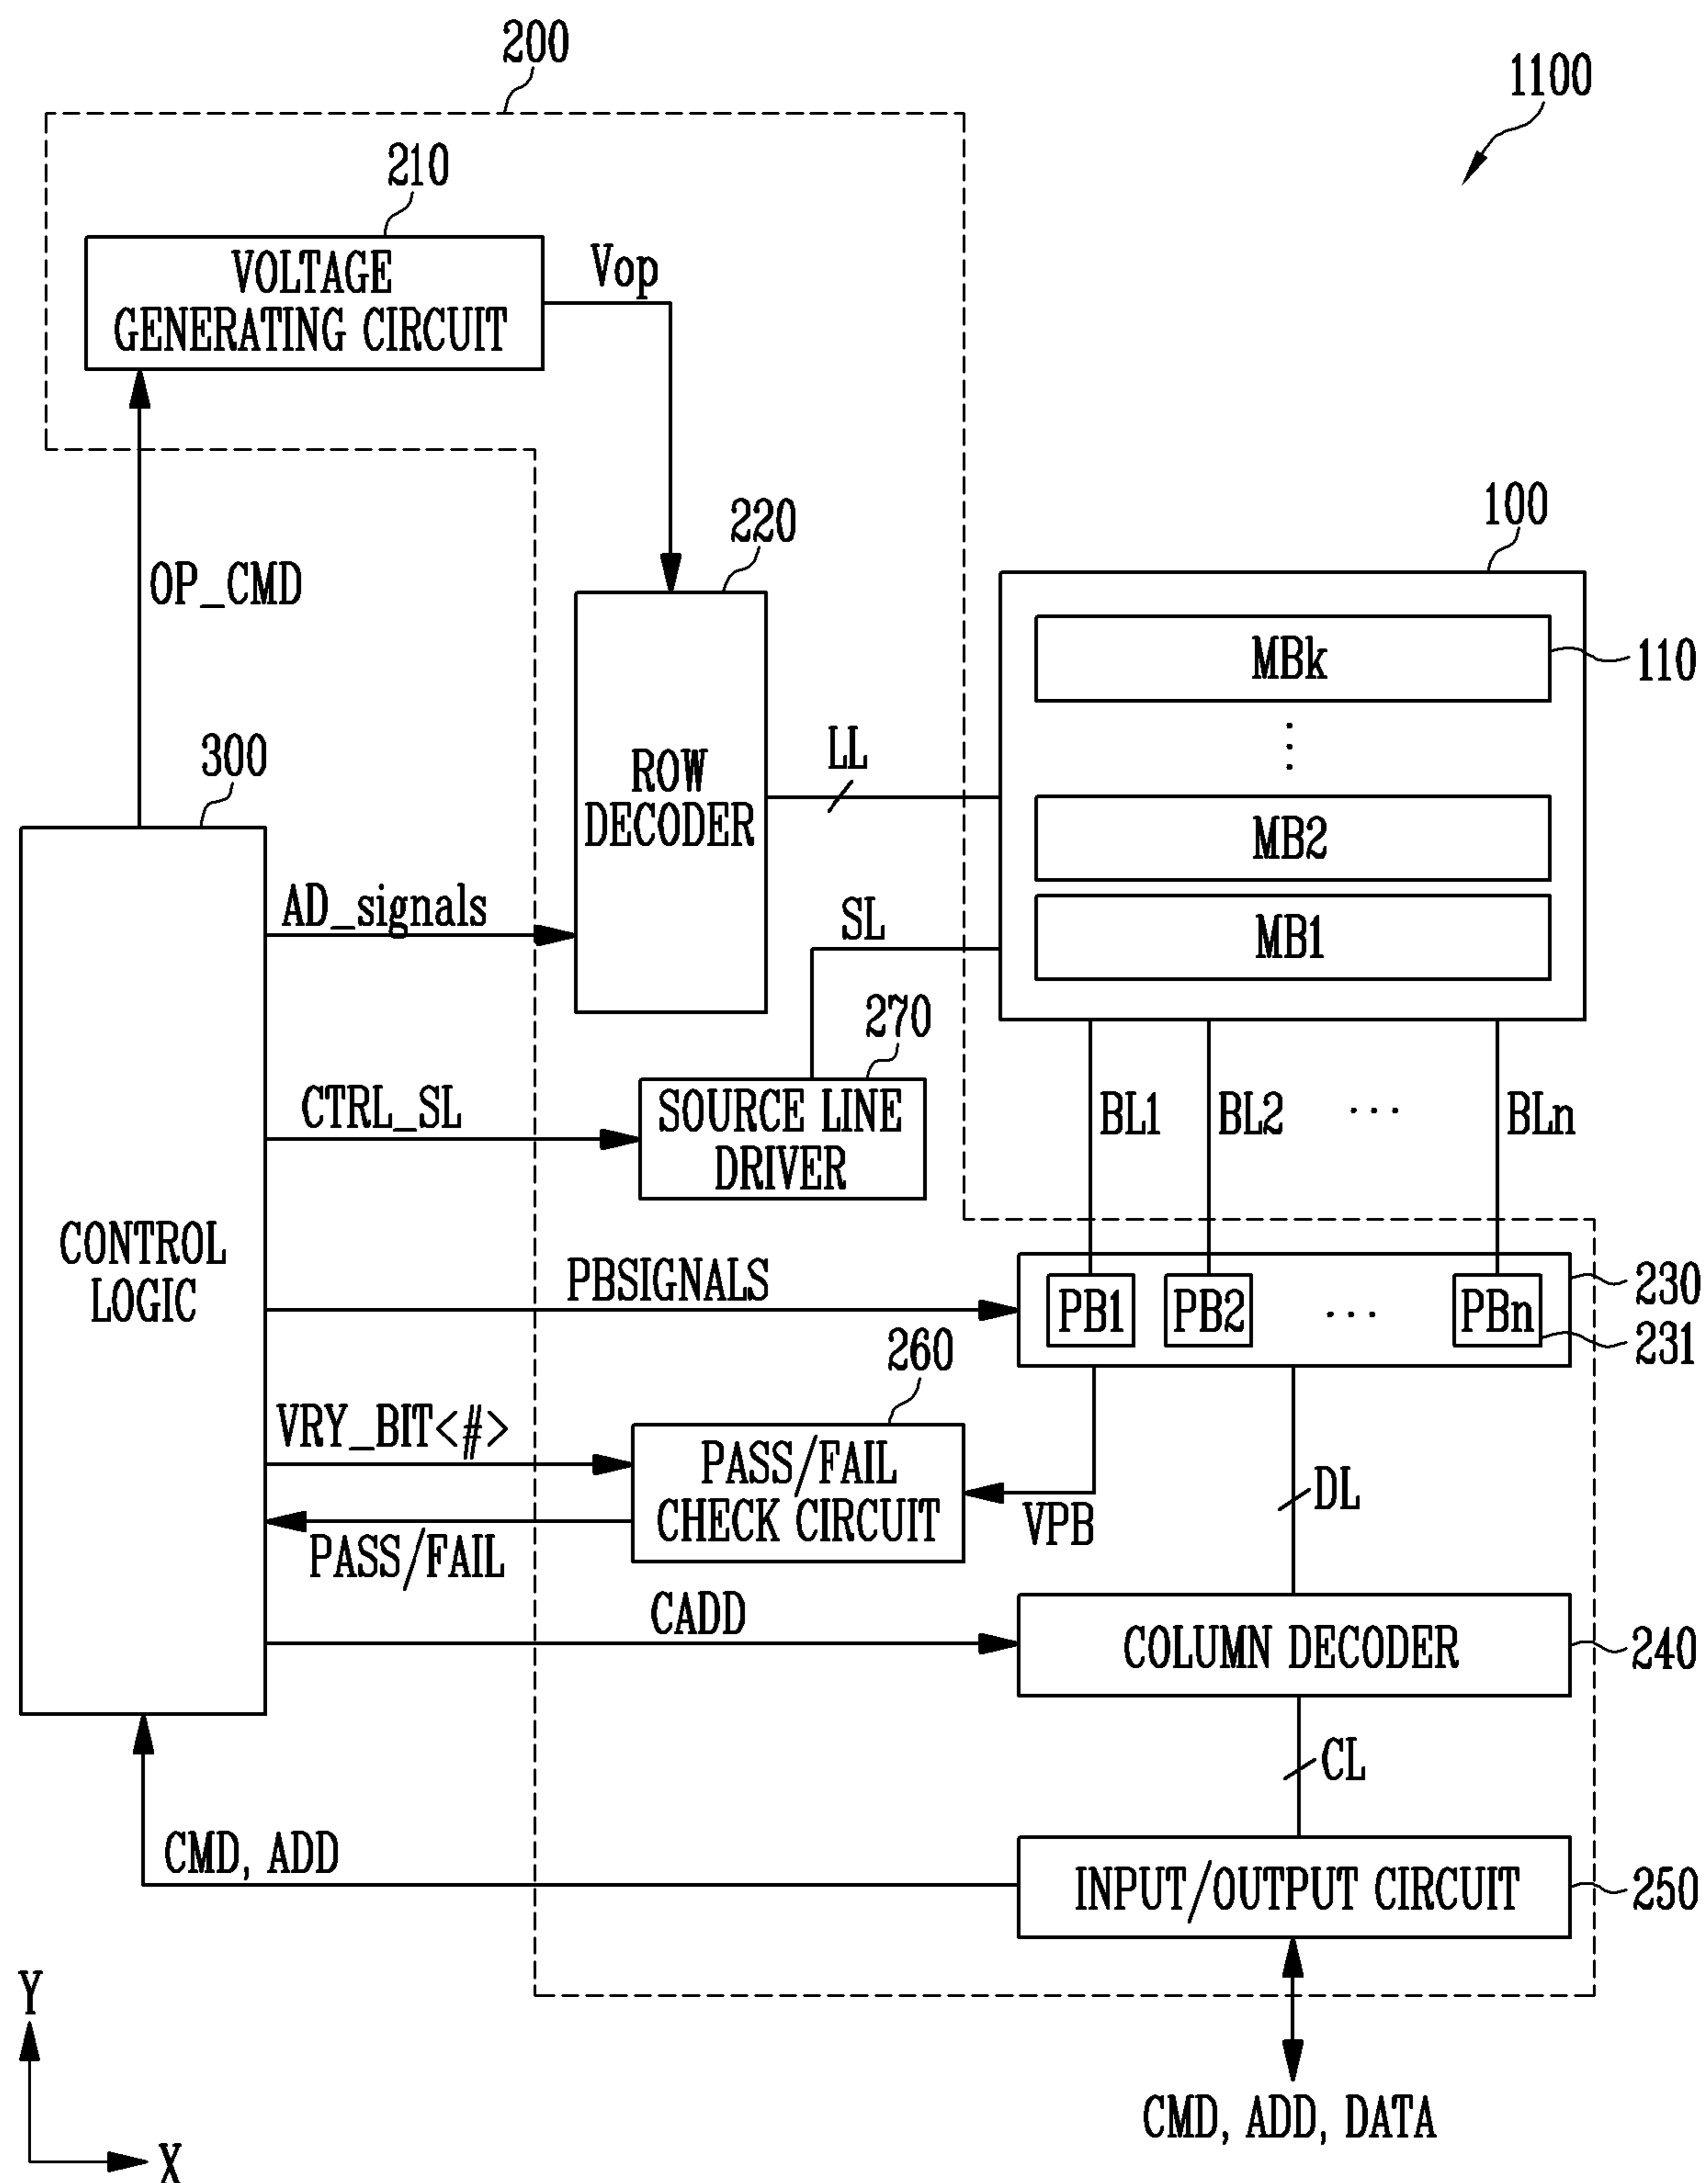 200
1100
210
VOLTAGE
GENERATING CIRCUIT
Vop
220
100
OP_CMD
MBk
110
300
ROW
DECODER
LL
MB2
AD_signals
SL
MB1
270
CTRL_SL
SOURCE LINE
DRIVER
BL1
BL2
...
BLn
CONTROL
LOGIC
PBSIGNALS
PB1
PB2
...
PBn
230
231
260
VRY_BIT<#>
PASS/FAIL
CHECK CIRCUIT
VPB
DL
PASS/FAIL
CADD
COLUMN DECODER
240
CL
CMD, ADD
INPUT/OUTPUT CIRCUIT
250
Y
X
CMD, ADD, DATA